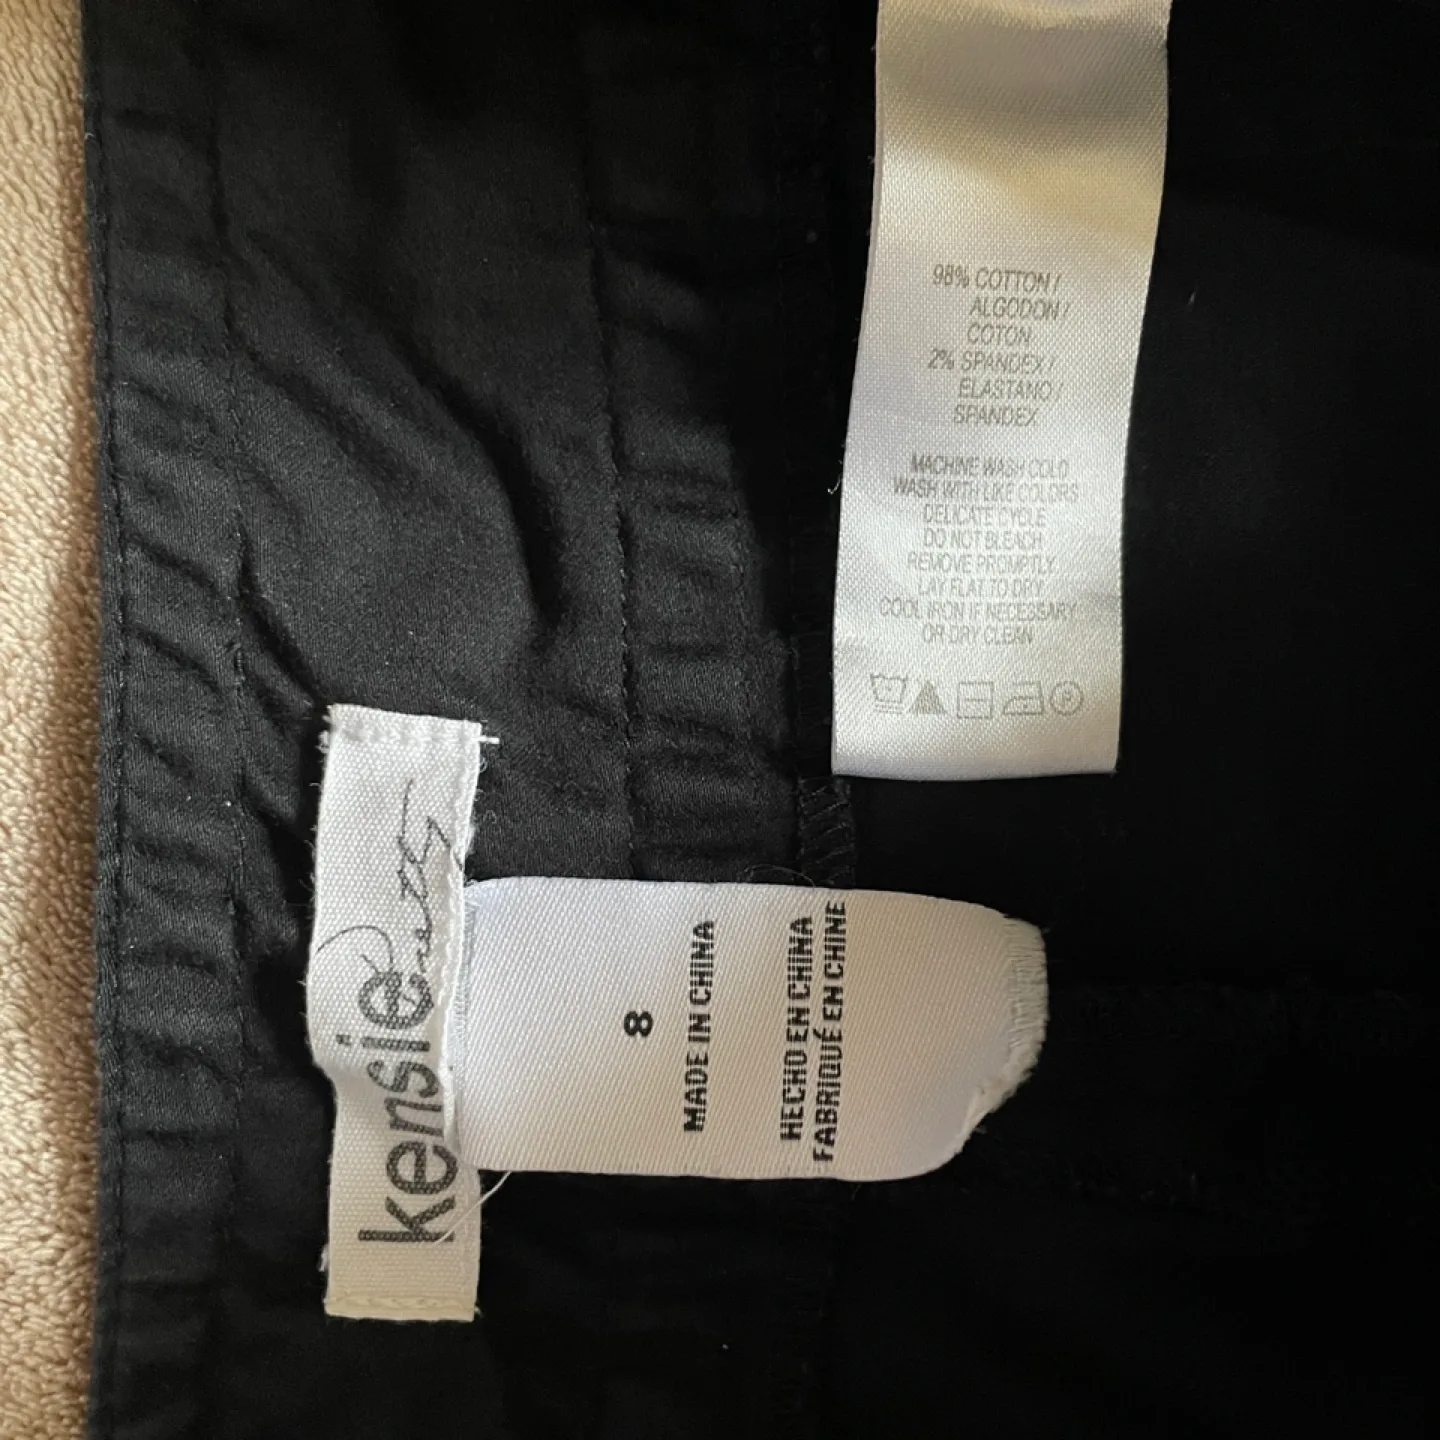 98% COTTON/
ALGODON/
COTON
2% SPANDEX/
ELASTANO/
SPANDEX
MACHINE WASH COLD
WASH WITH LIKE COLORS
DELICATE CYCLE
DO NOT BLEACH
REMOVE PROMPTLY
LAY FLAT TO DRY
COOL IRON IF NECESSARY
OR DRY CLEAN
kensie
8
MADE IN CHINA
HECHO EN CHINA
FABRIQUÉ EN CHINE